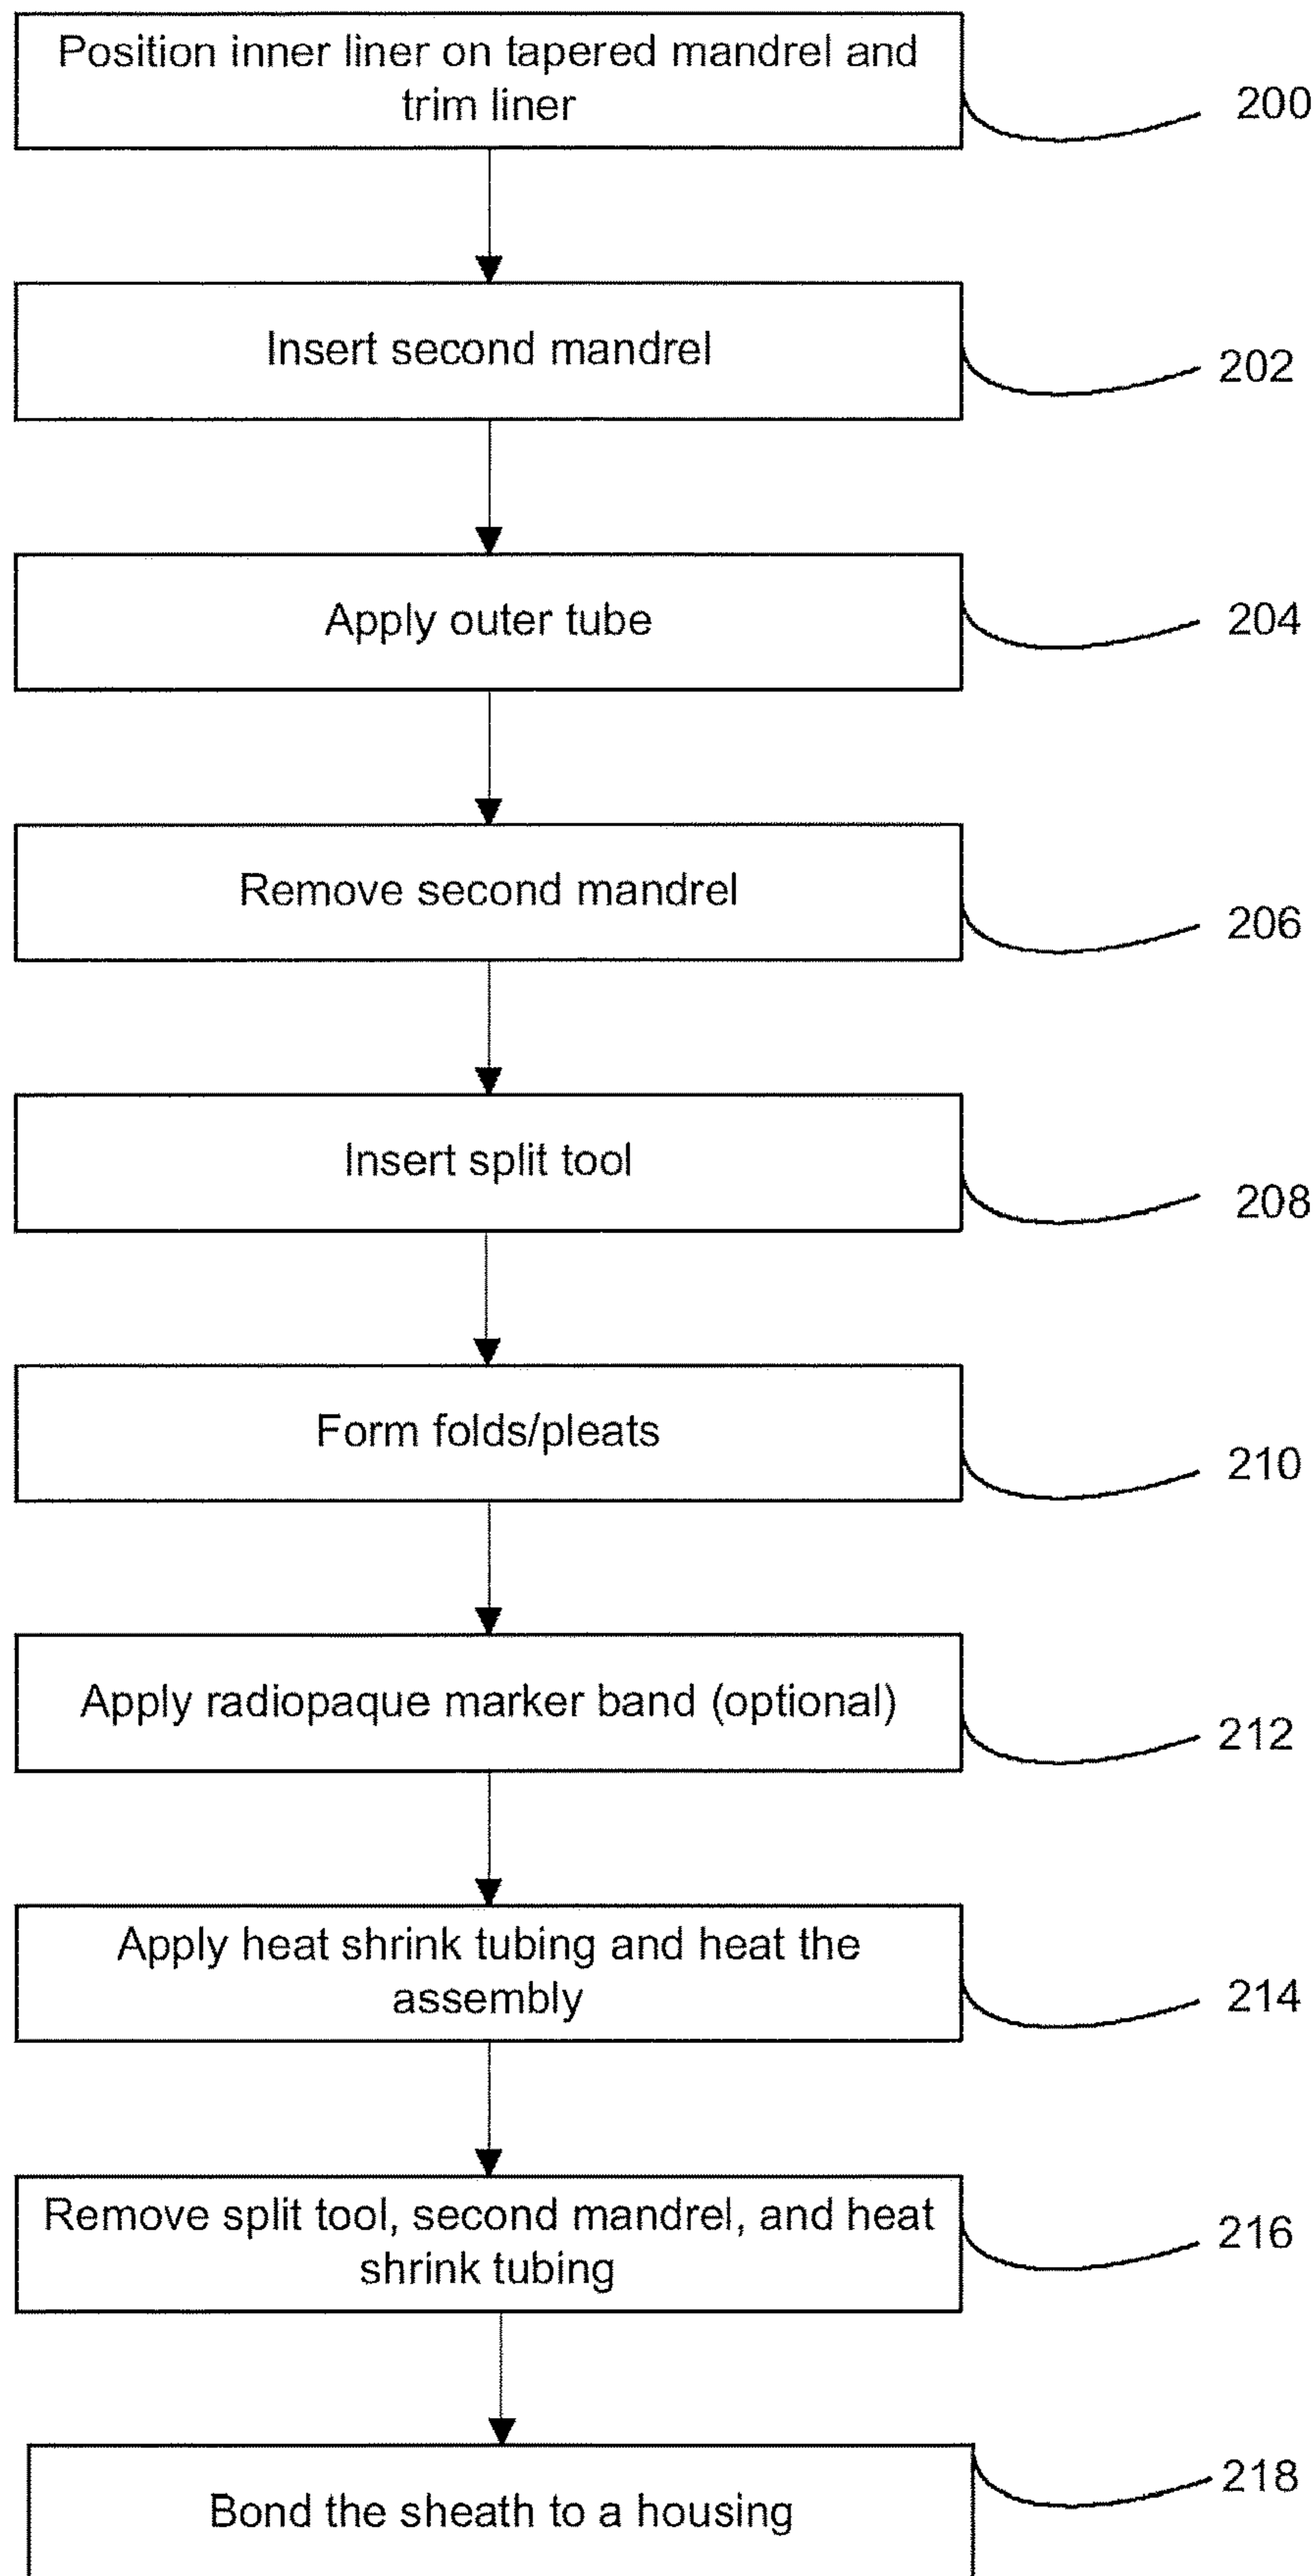 Position inner liner on tapered mandrel and
trim liner
200
Insert second mandrel
202
Apply outer tube
204
Remove second mandrel
206
Insert split tool
208
Form folds/pleats
210
Apply radiopaque marker band (optional)
212
Apply heat shrink tubing and heat the
assembly
214
Remove split tool, second mandrel, and heat
shrink tubing
216
Bond the sheath to a housing
218